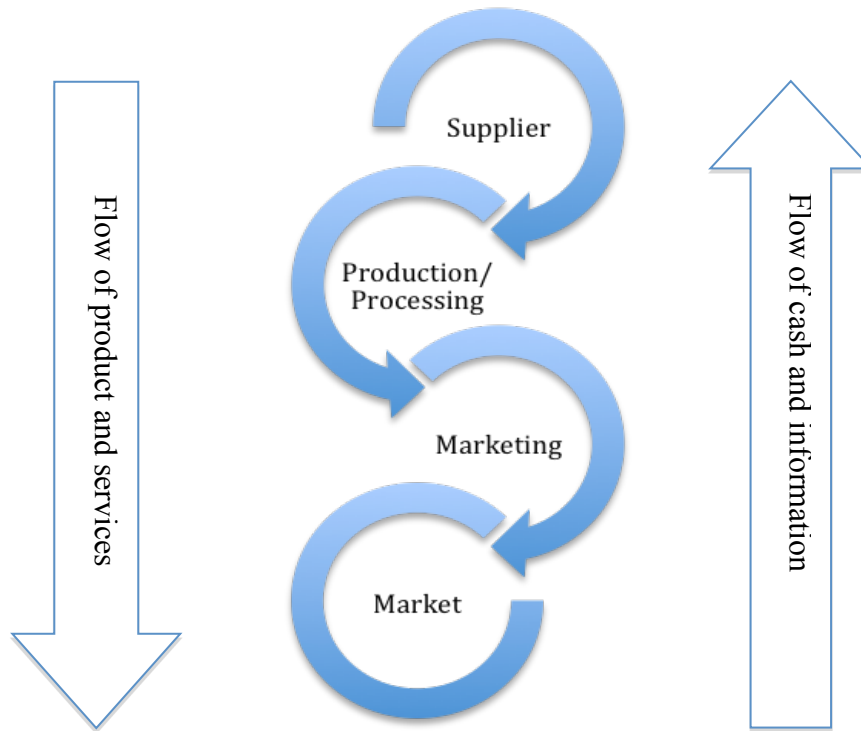 Flow of product and services
Supplier
Production/
Processing
Marketing
Market
Flow of cash and information